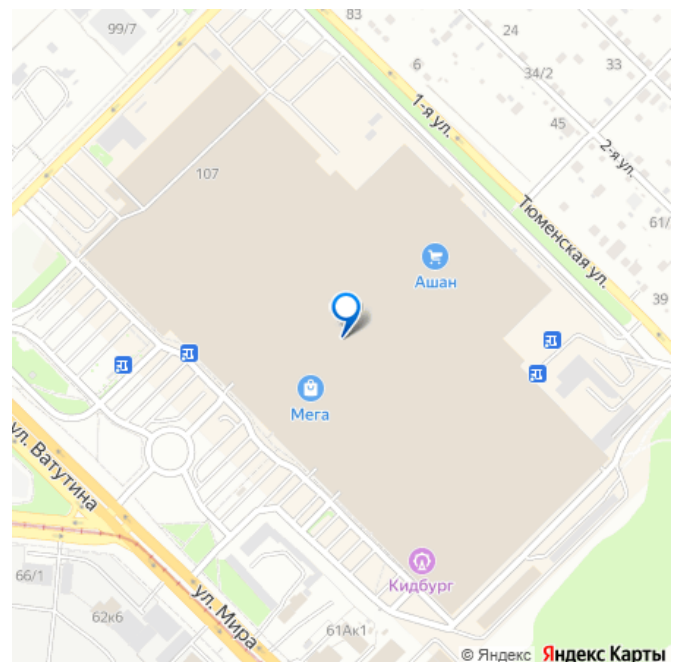 83
99/7
24
6
34/2
33
1-я ул.
45
2-я ул.
107
61/
Тюменская ул.
Ашан
39
Мега
ул. Ватутина
Кидбург
66/1
ул. Мира
62к6
61Ак1
© Яндекс Яндекс Карты